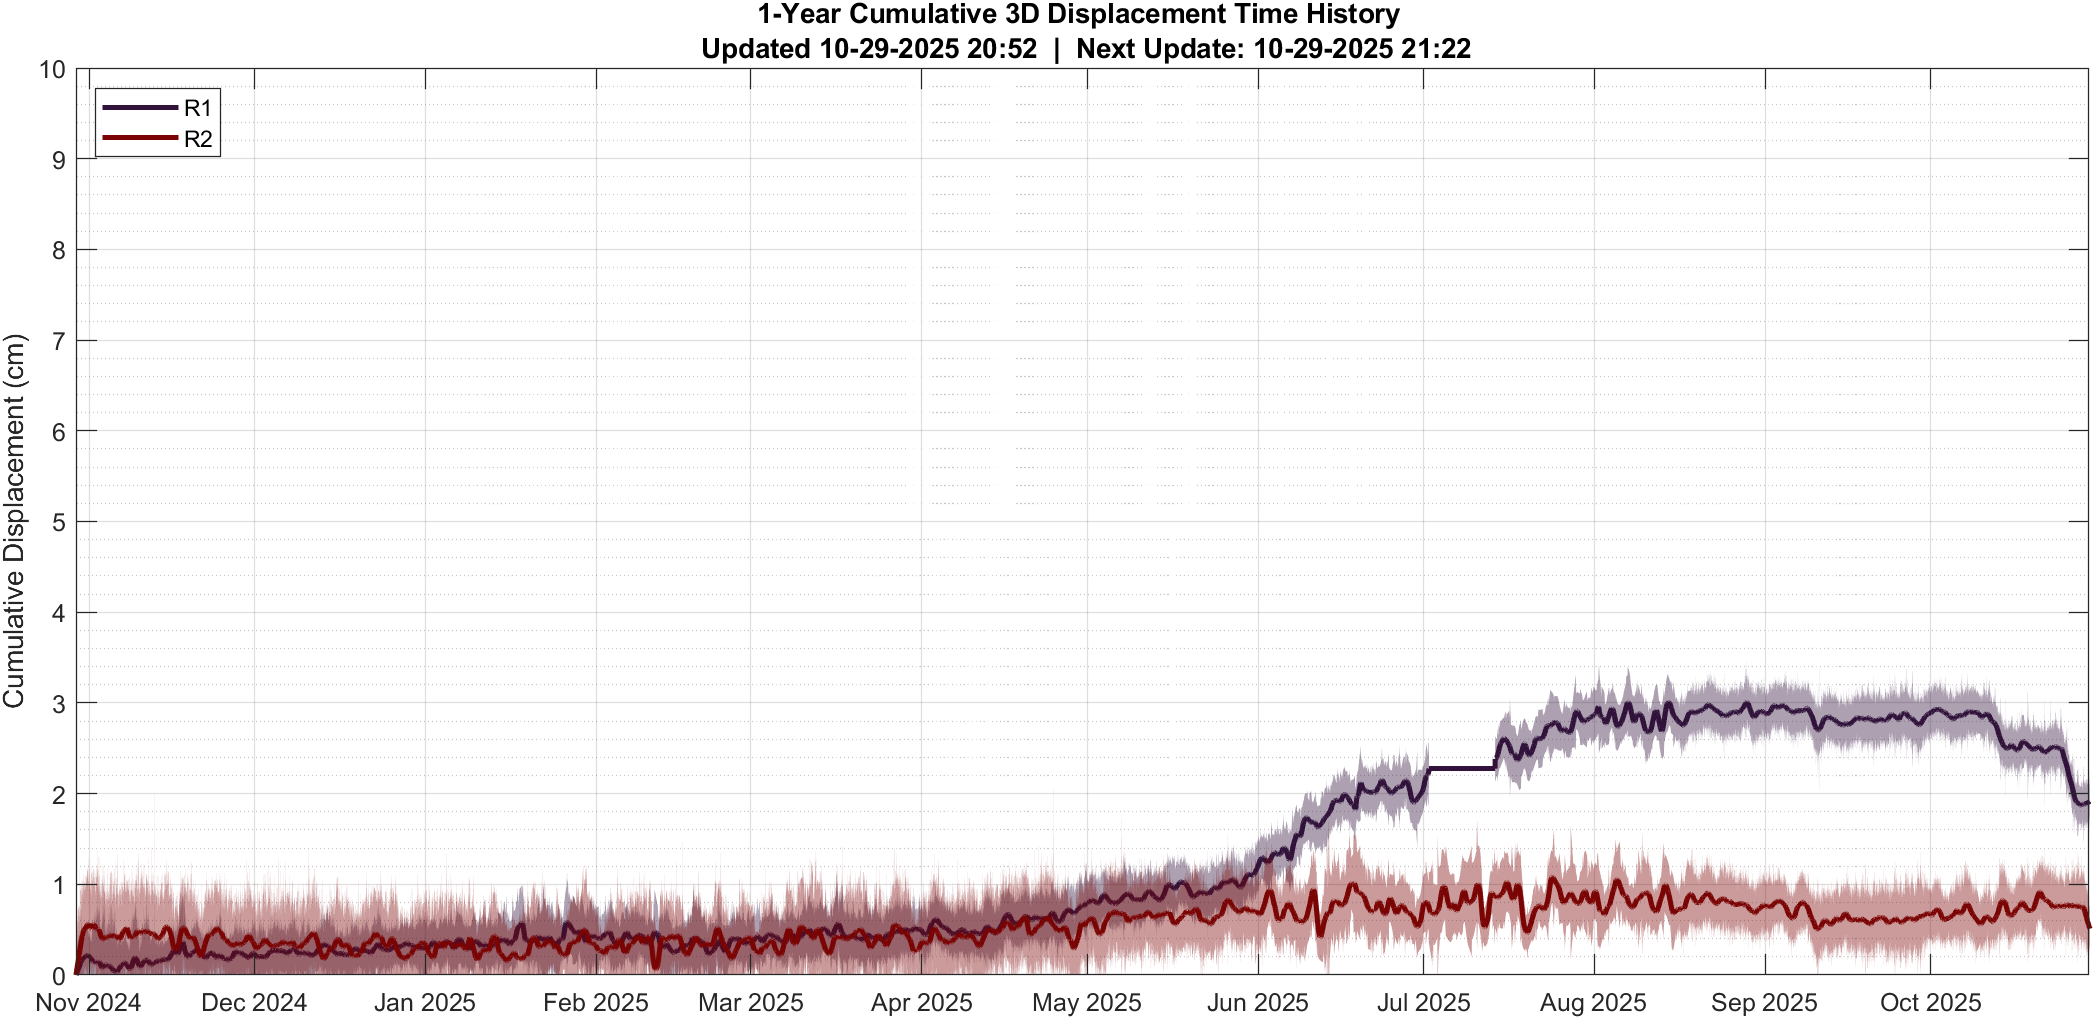 1-Year Cumulative 3D Displacement Time History
Updated 10-29-2025 20:52 | Next Update: 10-29-2025 21:22
R1
R2
Cumulative Displacement (cm)
10
9
8
7
6
5
4
3
2
1
0
Nov 2024 Dec 2024 Jan 2025 Feb 2025 Mar 2025 Apr 2025 May 2025 Jun 2025 Jul 2025 Aug 2025 Sep 2025 Oct 2025